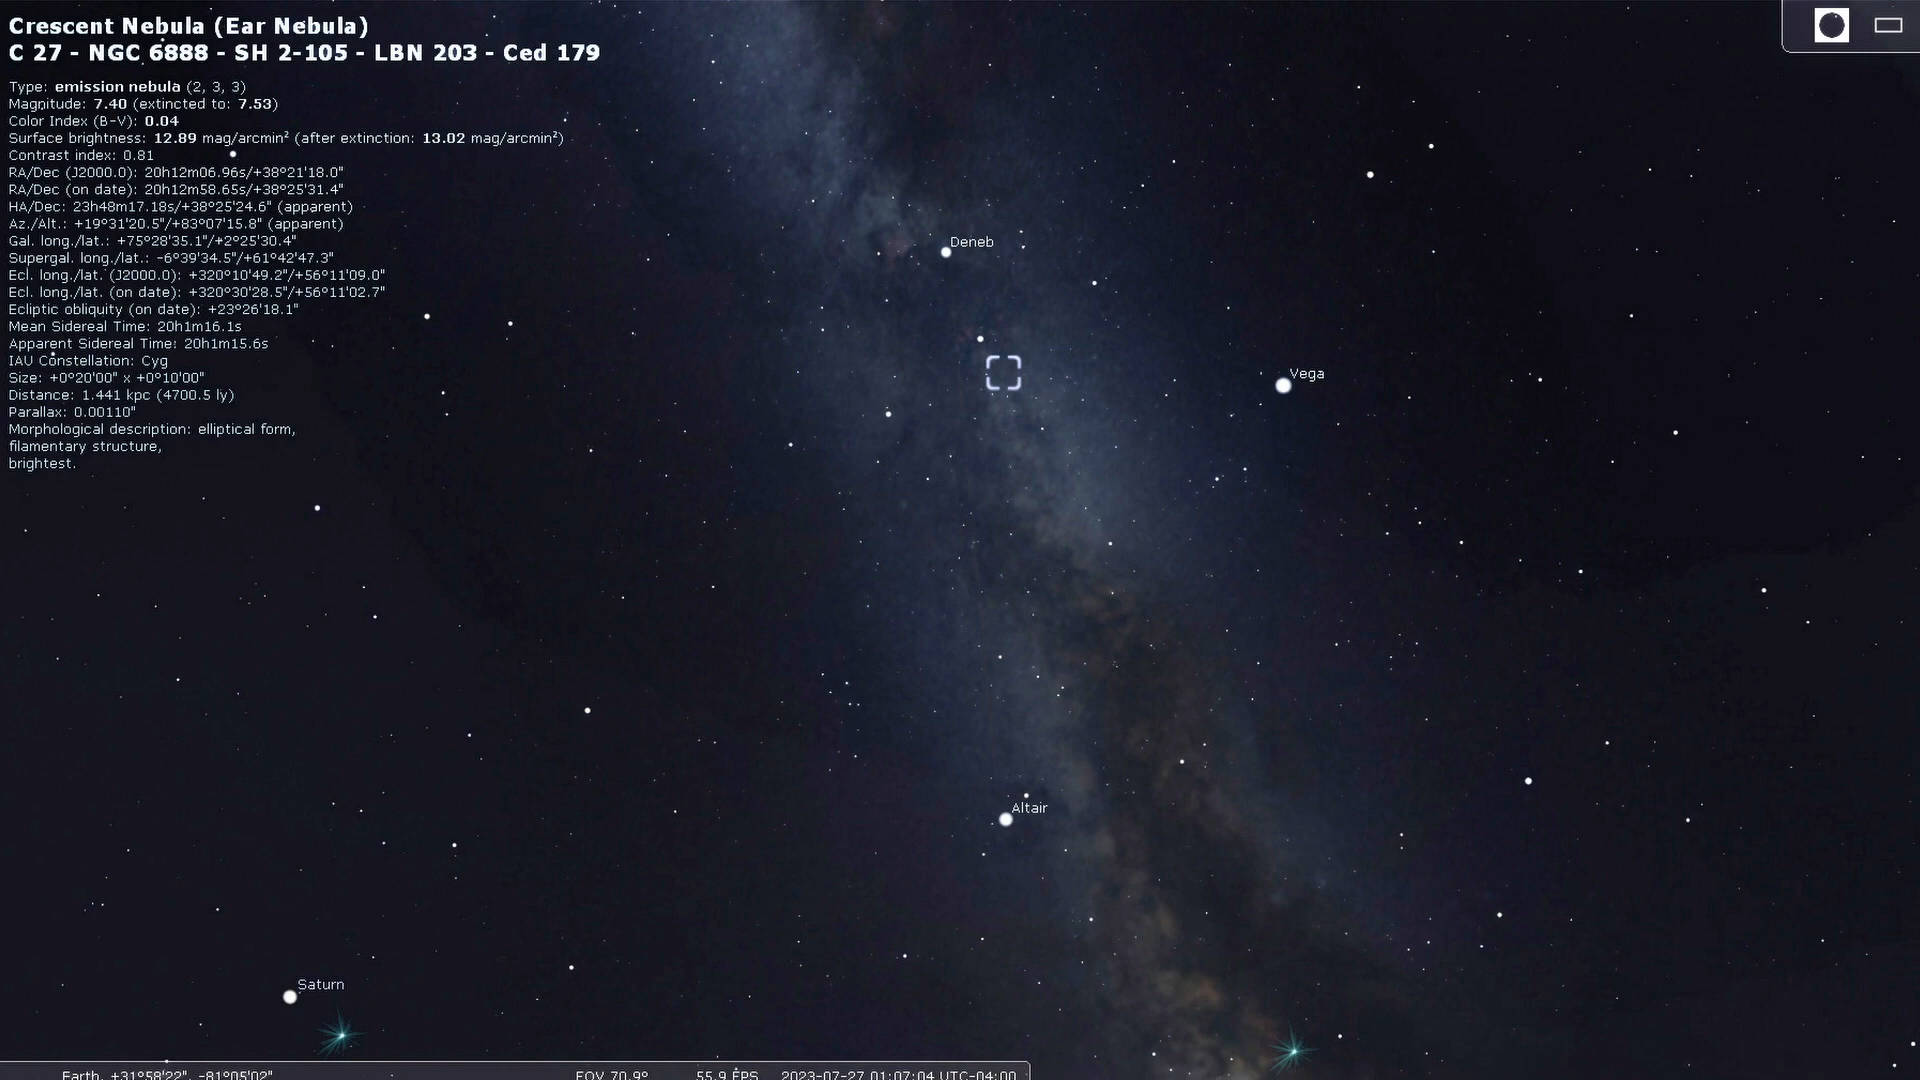 Crescent Nebula (Ear Nebula)
C 27 - NGC 6888 - SH 2-105 - LBN 203 - Ced 179
Type: emission nebula (2, 3, 3)
Magnitude: 7.40 (extincted to: 7.53)
Color Index (B-V): 0.04
Surface brightness: 12.89 mag/arcmin² (after extinction: 13.02 mag/arcmin²)
Contrast index: 0.81
RA/Dec (J2000.0): 20h12m06.96s/+38°21'18.0"
RA/Dec (on date): 20h12m58.65s/+38°25'31.4"
HA/Dec: 23h48m17.18s/+38°25'24.6" (apparent)
Az./Alt.: +19°31'20.5"/+83°07'15.8" (apparent)
Gal. long./lat.: +75°28'35.1"/+2°25'30.4"
Supergal. long./lat.: -6°39'34.5"/+61°42'47.3"
Ecl. long./lat. (J2000.0): +320°10'49.2"/+56°11'09.0"
Ecl. long./lat. (on date): +320°30'28.5"/+56°11'02.7"
Ecliptic obliquity (on date): +23°26'18.1"
Mean Sidereal Time: 20h1m16.1s
Apparent Sidereal Time: 20h1m15.6s
IAU Constellation: Cyg
Size: +0°20'00" x +0°10'00"
Distance: 1.441 kpc (4700.5 ly)
Parallax: 0.00110"
Morphological description: elliptical form,
filamentary structure,
brightest.
Deneb
Vega
Altair
Saturn
Earth, +31°58'22", -81°05'02" FOV 70.9° 55.9 FPS 2023-07-27 01:07:04 UTC-04:00